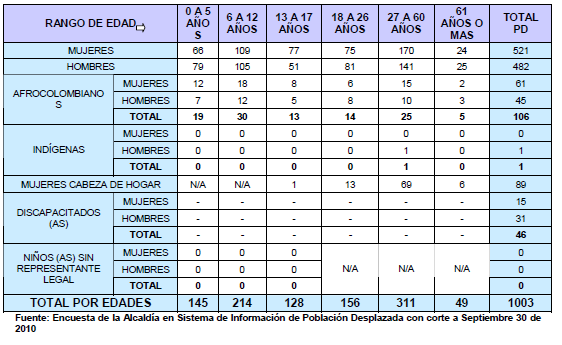 RANGO DE EDAD 0 A 5 AÑOS 6 A 12 AÑOS 13 A 17 AÑOS 18 A 26 AÑOS 27 A 60 AÑOS 61 AÑOS O MAS TOTAL PD
MUJERES 66 109 77 75 170 24 521
HOMBRES 79 105 51 81 141 25 482
AFROCOLOMBIANOS MUJERES 12 18 8 6 15 2 61
HOMBRES 7 12 5 8 10 3 45
TOTAL 19 30 13 14 25 5 106
INDÍGENAS MUJERES 0 0 0 0 0 0 0
HOMBRES 0 0 0 0 1 0 1
TOTAL 0 0 0 0 1 0 1
MUJERES CABEZA DE HOGAR N/A N/A 1 13 69 6 89
DISCAPACITADOS (AS) MUJERES - - - - - - 15
HOMBRES - - - - - - 31
TOTAL - - - - - - 46
NIÑOS (AS) SIN REPRESENTANTE LEGAL MUJERES 0 0 0 N/A N/A N/A 0
HOMBRES 0 0 0 0
TOTAL 0 0 0 0
TOTAL POR EDADES 145 214 128 156 311 49 1003
Fuente: Encuesta de la Alcaldía en Sistema de Información de Población Desplazada con corte a Septiembre 30 de
2010